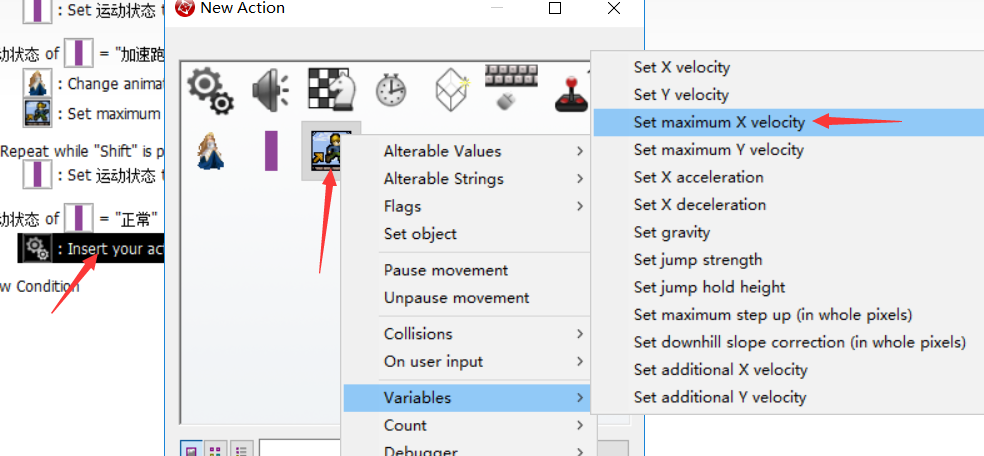 New Action
: Set 运动状态 t
动状态 of = "加速跑
: Change animat
: Set maximum
Repeat while "Shift" is p
: Set 运动状态 t
动状态 of = "正常"
: Insert your act
w Condition
Alterable Values
Alterable Strings
Flags
Set object
Pause movement
Unpause movement
Collisions
On user input
Variables
Count
Debugger
Set X velocity
Set Y velocity
Set maximum X velocity
Set maximum Y velocity
Set X acceleration
Set X deceleration
Set gravity
Set jump strength
Set jump hold height
Set maximum step up (in whole pixels)
Set downhill slope correction (in whole pixels)
Set additional X velocity
Set additional Y velocity